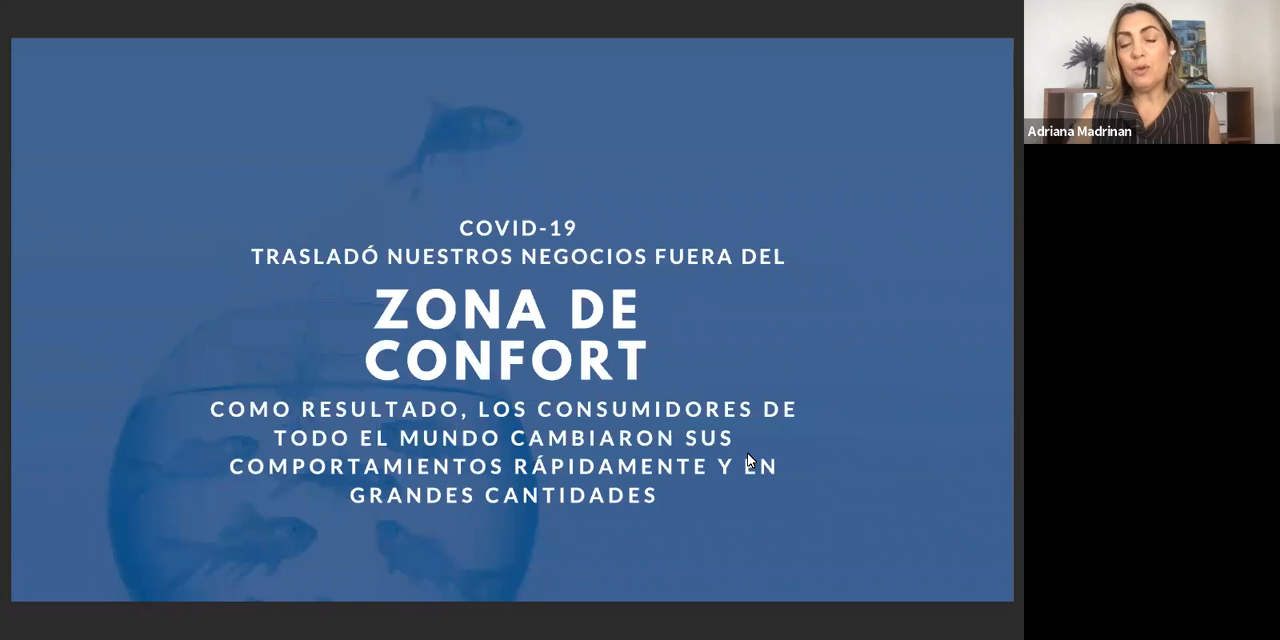 COVID-19
TRASLADÓ NUESTROS NEGOCIOS FUERA DEL
ZONA DE
CONFORT
COMO RESULTADO, LOS CONSUMIDORES DE
TODO EL MUNDO CAMBIARON SUS
COMPORTAMIENTOS RÁPIDAMENTE Y EN
GRANDES CANTIDADES
Adriana Madrinan